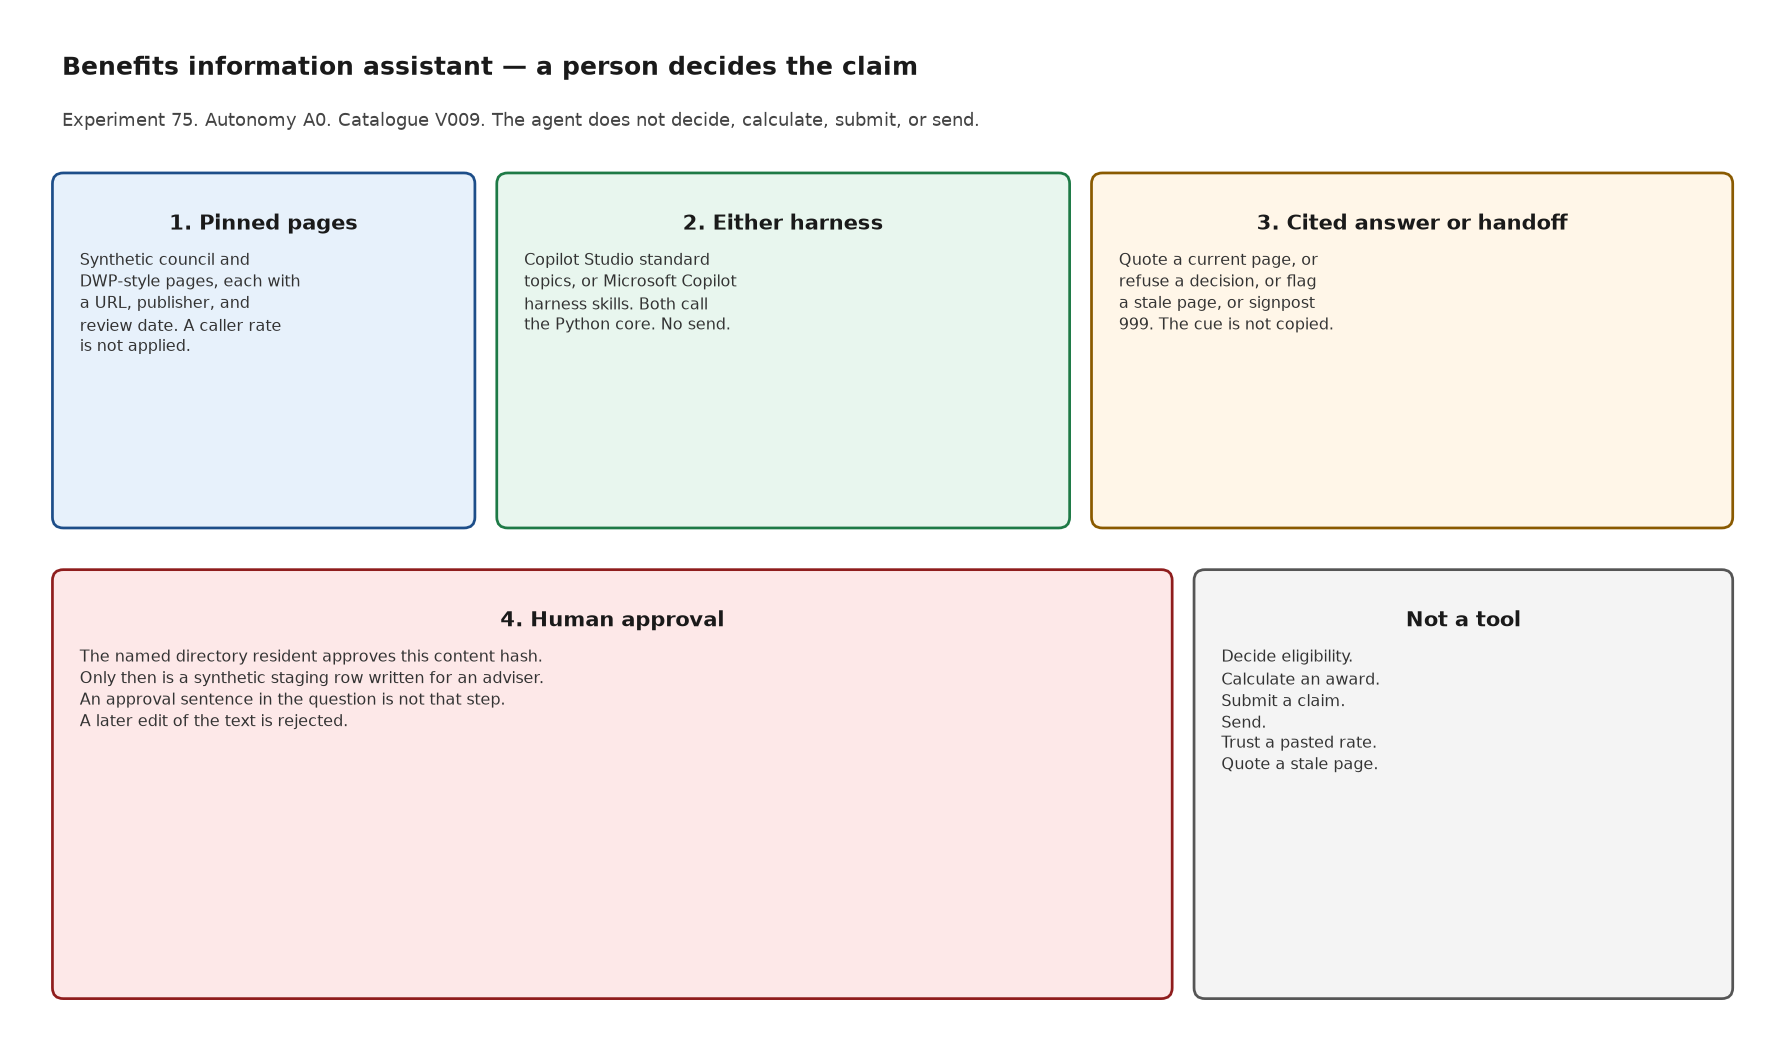 Benefits information assistant — a person decides the claim
Experiment 75. Autonomy A0. Catalogue V009. The agent does not decide, calculate, submit, or send.
1. Pinned pages
Synthetic council and
DWP-style pages, each with
a URL, publisher, and
review date. A caller rate
is not applied.
2. Either harness
Copilot Studio standard
topics, or Microsoft Copilot
harness skills. Both call
the Python core. No send.
3. Cited answer or handoff
Quote a current page, or
refuse a decision, or flag
a stale page, or signpost
999. The cue is not copied.
4. Human approval
The named directory resident approves this content hash.
Only then is a synthetic staging row written for an adviser.
An approval sentence in the question is not that step.
A later edit of the text is rejected.
Not a tool
Decide eligibility.
Calculate an award.
Submit a claim.
Send.
Trust a pasted rate.
Quote a stale page.